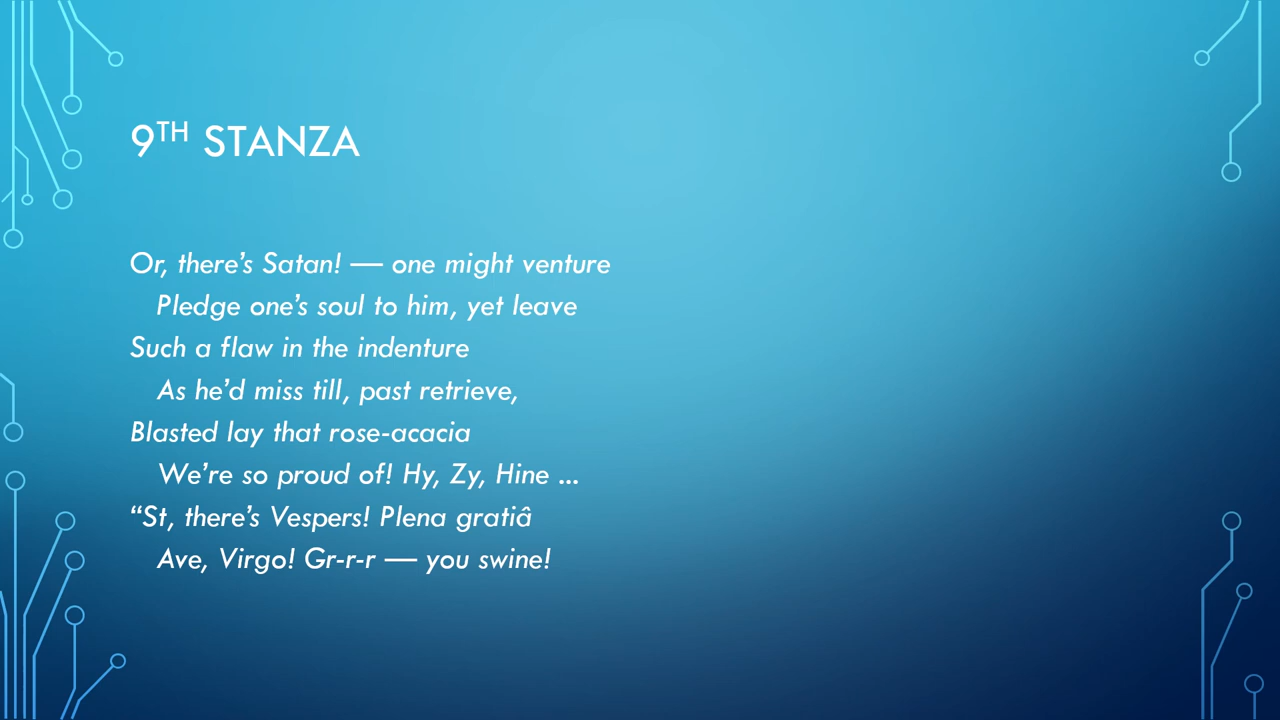 9TH STANZA
Or, there’s Satan! — one might venture
Pledge one’s soul to him, yet leave
Such a flaw in the indenture
As he’d miss till, past retrieve,
Blasted lay that rose-acacia
We’re so proud of! Hy, Zy, Hine ...
“St, there’s Vespers! Plena gratiâ
Ave, Virgo! Gr-r-r — you swine!